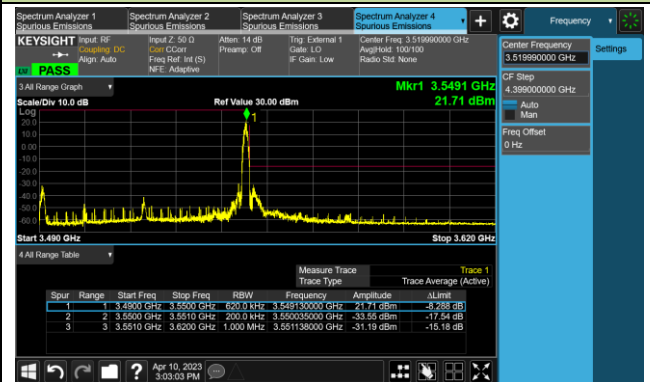 Spectrum Analyzer 1
Spurious Emissions
Spectrum Analyzer 2
Spurious Emissions
Spectrum Analyzer 3
Spurious Emissions
Spectrum Analyzer 4
Spurious Emissions
Frequency
KEYSIGHT
Input: RF
Coupling: DC
Align: Auto
Input Z: 50 Ω
Corr CCorr
Freq Ref: Int (S)
NFE: Adaptive
Atten: 14 dB
Preamp: Off
Trig: External 1
Gate: LO
IF Gain: Low
Center Freq: 3.519990000 GHz
Avg|Hold: 100/100
Radio Std: None
PASS
Center Frequency
3.519990000 GHz
Settings
CF Step
4.399000000 GHz
Auto
Man
Freq Offset
0 Hz
3 All Range Graph
Mkr1 3.5491 GHz
Scale/Div 10.0 dB
Ref Value 30.00 dBm
21.71 dBm
Log
20.0
10.0
0.00
-10.0
-20.0
-30.0
-40.0
-50.0
-60.0
1
Start 3.490 GHz
Stop 3.620 GHz
4 All Range Table
Measure Trace Trace 1
Trace Type Trace Average (Active)
Spur Range Start Freq Stop Freq RBW Frequency Amplitude ΔLimit
1 1 3.4900 GHz 3.5500 GHz 620.0 kHz 3.549130000 GHz 21.71 dBm -8.288 dB
2 2 3.5500 GHz 3.5510 GHz 200.0 kHz 3.550035000 GHz -33.55 dBm -17.54 dB
3 3 3.5510 GHz 3.6200 GHz 1.000 MHz 3.551138000 GHz -31.19 dBm -15.18 dB
Apr 10, 2023
3:03:03 PM